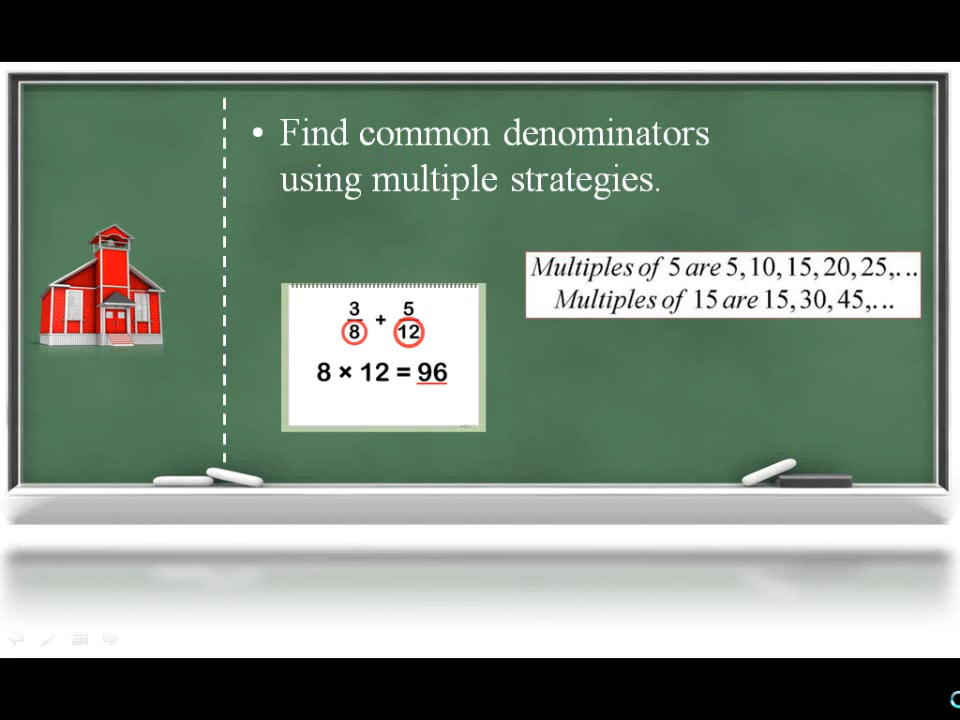 • Find common denominators
using multiple strategies.
Multiples of 5 are 5, 10, 15, 20, 25,...
Multiples of 15 are 15, 30, 45,...
3/8 + 5/12
8 × 12 = 96